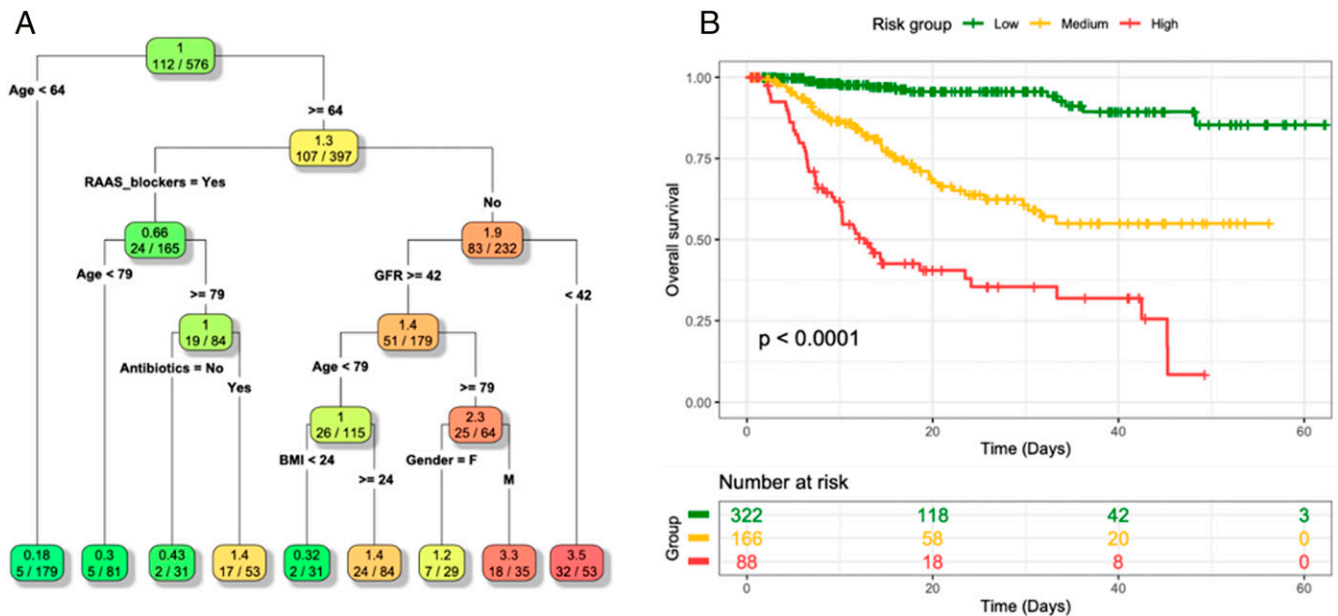 A
1
112 / 576
Age < 64
>= 64
1.3
107 / 397
RAAS_blockers = Yes
No
0.66
24 / 165
1.9
83 / 232
Age < 79
>= 79
GFR >= 42
< 42
1
19 / 84
1.4
51 / 179
Antibiotics = No
Yes
Age < 79
>= 79
1
26 / 115
2.3
25 / 64
BMI < 24
>= 24
Gender = F
M
0.18
5 / 179
0.3
5 / 81
0.43
2 / 31
1.4
17 / 53
0.32
2 / 31
1.4
24 / 84
1.2
7 / 29
3.3
18 / 35
3.5
32 / 53
B
Risk group Low Medium High
Overall survival
1.00
0.75
0.50
0.25
0.00
p < 0.0001
0 20 40 60
Time (Days)
Number at risk
Group
322 118 42 3
166 58 20 0
88 18 8 0
0 20 40 60
Time (Days)